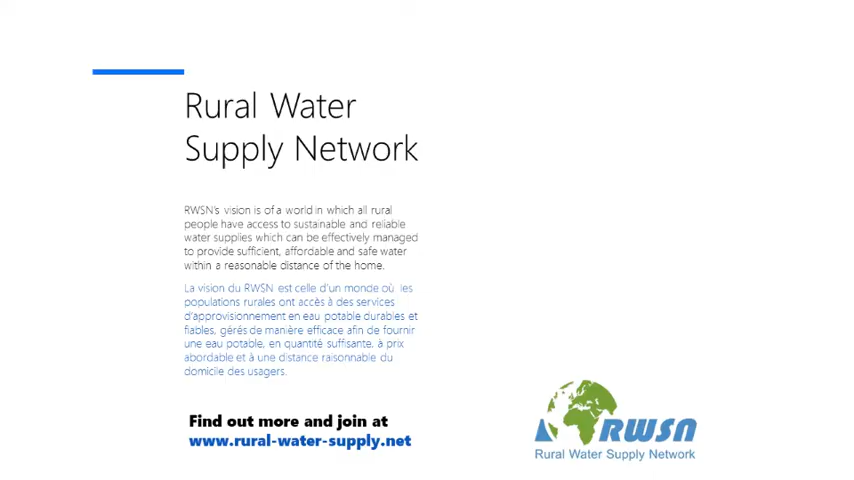 Rural Water
Supply Network
RWSN's vision is of a world in which all rural
people have access to sustainable and reliable
water supplies which can be effectively managed
to provide sufficient, affordable and safe water
within a reasonable distance of the home.
La vision du RWSN est celle d'un monde où les
populations rurales ont accès à des services
d'approvisionnement en eau potable durables et
fiables, gérés de manière efficace afin de fournir
une eau potable, en quantité suffisante, à prix
abordable et à une distance raisonnable du
domicile des usagers.
Find out more and join at
www.rural-water-supply.net
RWSN
Rural Water Supply Network